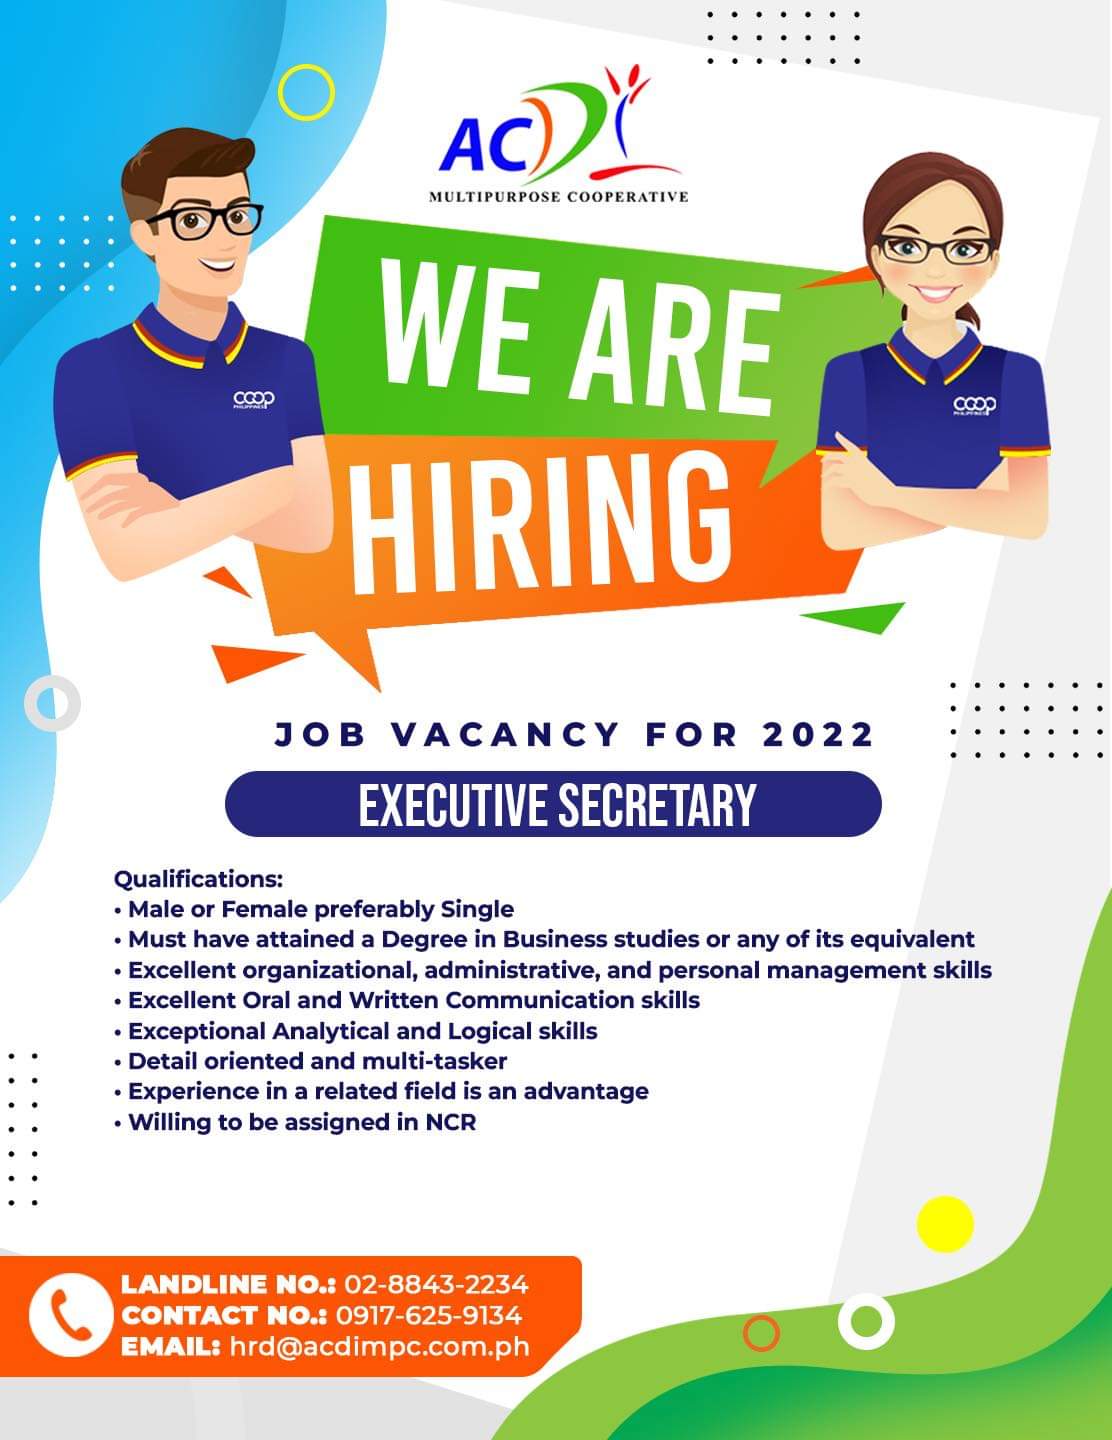 ACDI
MULTIPURPOSE COOPERATIVE
WE ARE
HIRING
COOP
PHILIPPINES
COOP
PHILIPPINES
JOB VACANCY FOR 2022
EXECUTIVE SECRETARY
Qualifications:
• Male or Female preferably Single
• Must have attained a Degree in Business studies or any of its equivalent
• Excellent organizational, administrative, and personal management skills
• Excellent Oral and Written Communication skills
• Exceptional Analytical and Logical skills
• Detail oriented and multi-tasker
• Experience in a related field is an advantage
• Willing to be assigned in NCR
LANDLINE NO.: 02-8843-2234
CONTACT NO.: 0917-625-9134
EMAIL: hrd@acdimpc.com.ph